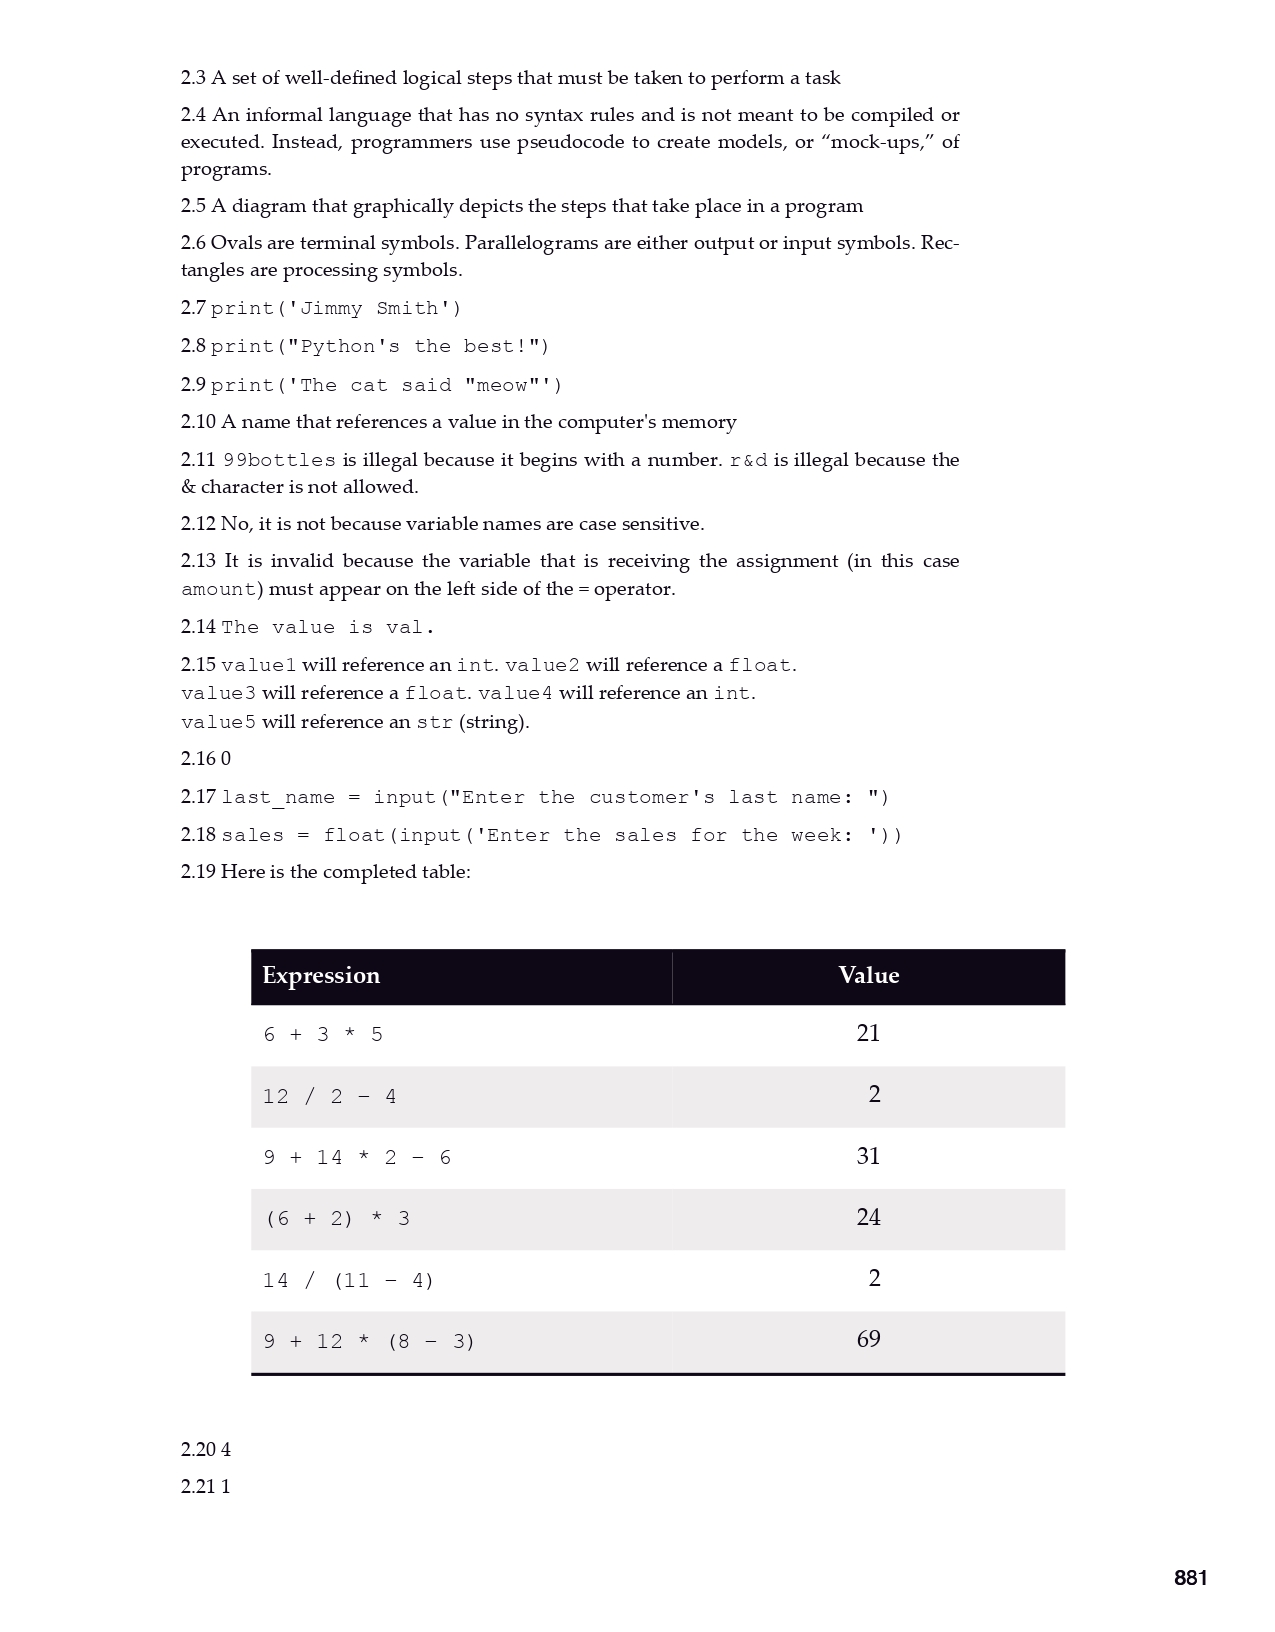 2.3 A set of well-defined logical steps that must be taken to perform a task
2.4 An informal language that has no syntax rules and is not meant to be compiled or
executed. Instead, programmers use pseudocode to create models, or “mock-ups,” of
programs.
2.5 A diagram that graphically depicts the steps that take place in a program
2.6 Ovals are terminal symbols. Parallelograms are either output or input symbols. Rec-
tangles are processing symbols.
2.7 print('Jimmy Smith')
2.8 print("Python's the best!")
2.9 print('The cat said "meow"')
2.10 A name that references a value in the computer's memory
2.11 99bottles is illegal because it begins with a number. r&d is illegal because the
& character is not allowed.
2.12 No, it is not because variable names are case sensitive.
2.13 It is invalid because the variable that is receiving the assignment (in this case
amount) must appear on the left side of the = operator.
2.14 The value is val.
2.15 value1 will reference an int. value2 will reference a float.
value3 will reference a float. value4 will reference an int.
value5 will reference an str (string).
2.16 0
2.17 last_name = input("Enter the customer's last name: ")
2.18 sales = float(input('Enter the sales for the week: '))
2.19 Here is the completed table:
Expression Value
6 + 3 * 5 21
12 / 2 − 4 2
9 + 14 * 2 − 6 31
(6 + 2) * 3 24
14 / (11 − 4) 2
9 + 12 * (8 − 3) 69
2.20 4
2.21 1
881